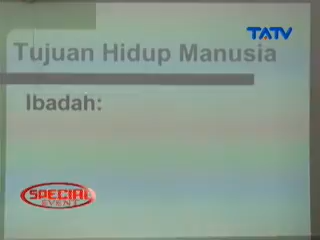 TATV
Tujuan Hidup Manusia
Ibadah:
SPECIAL
EVENT